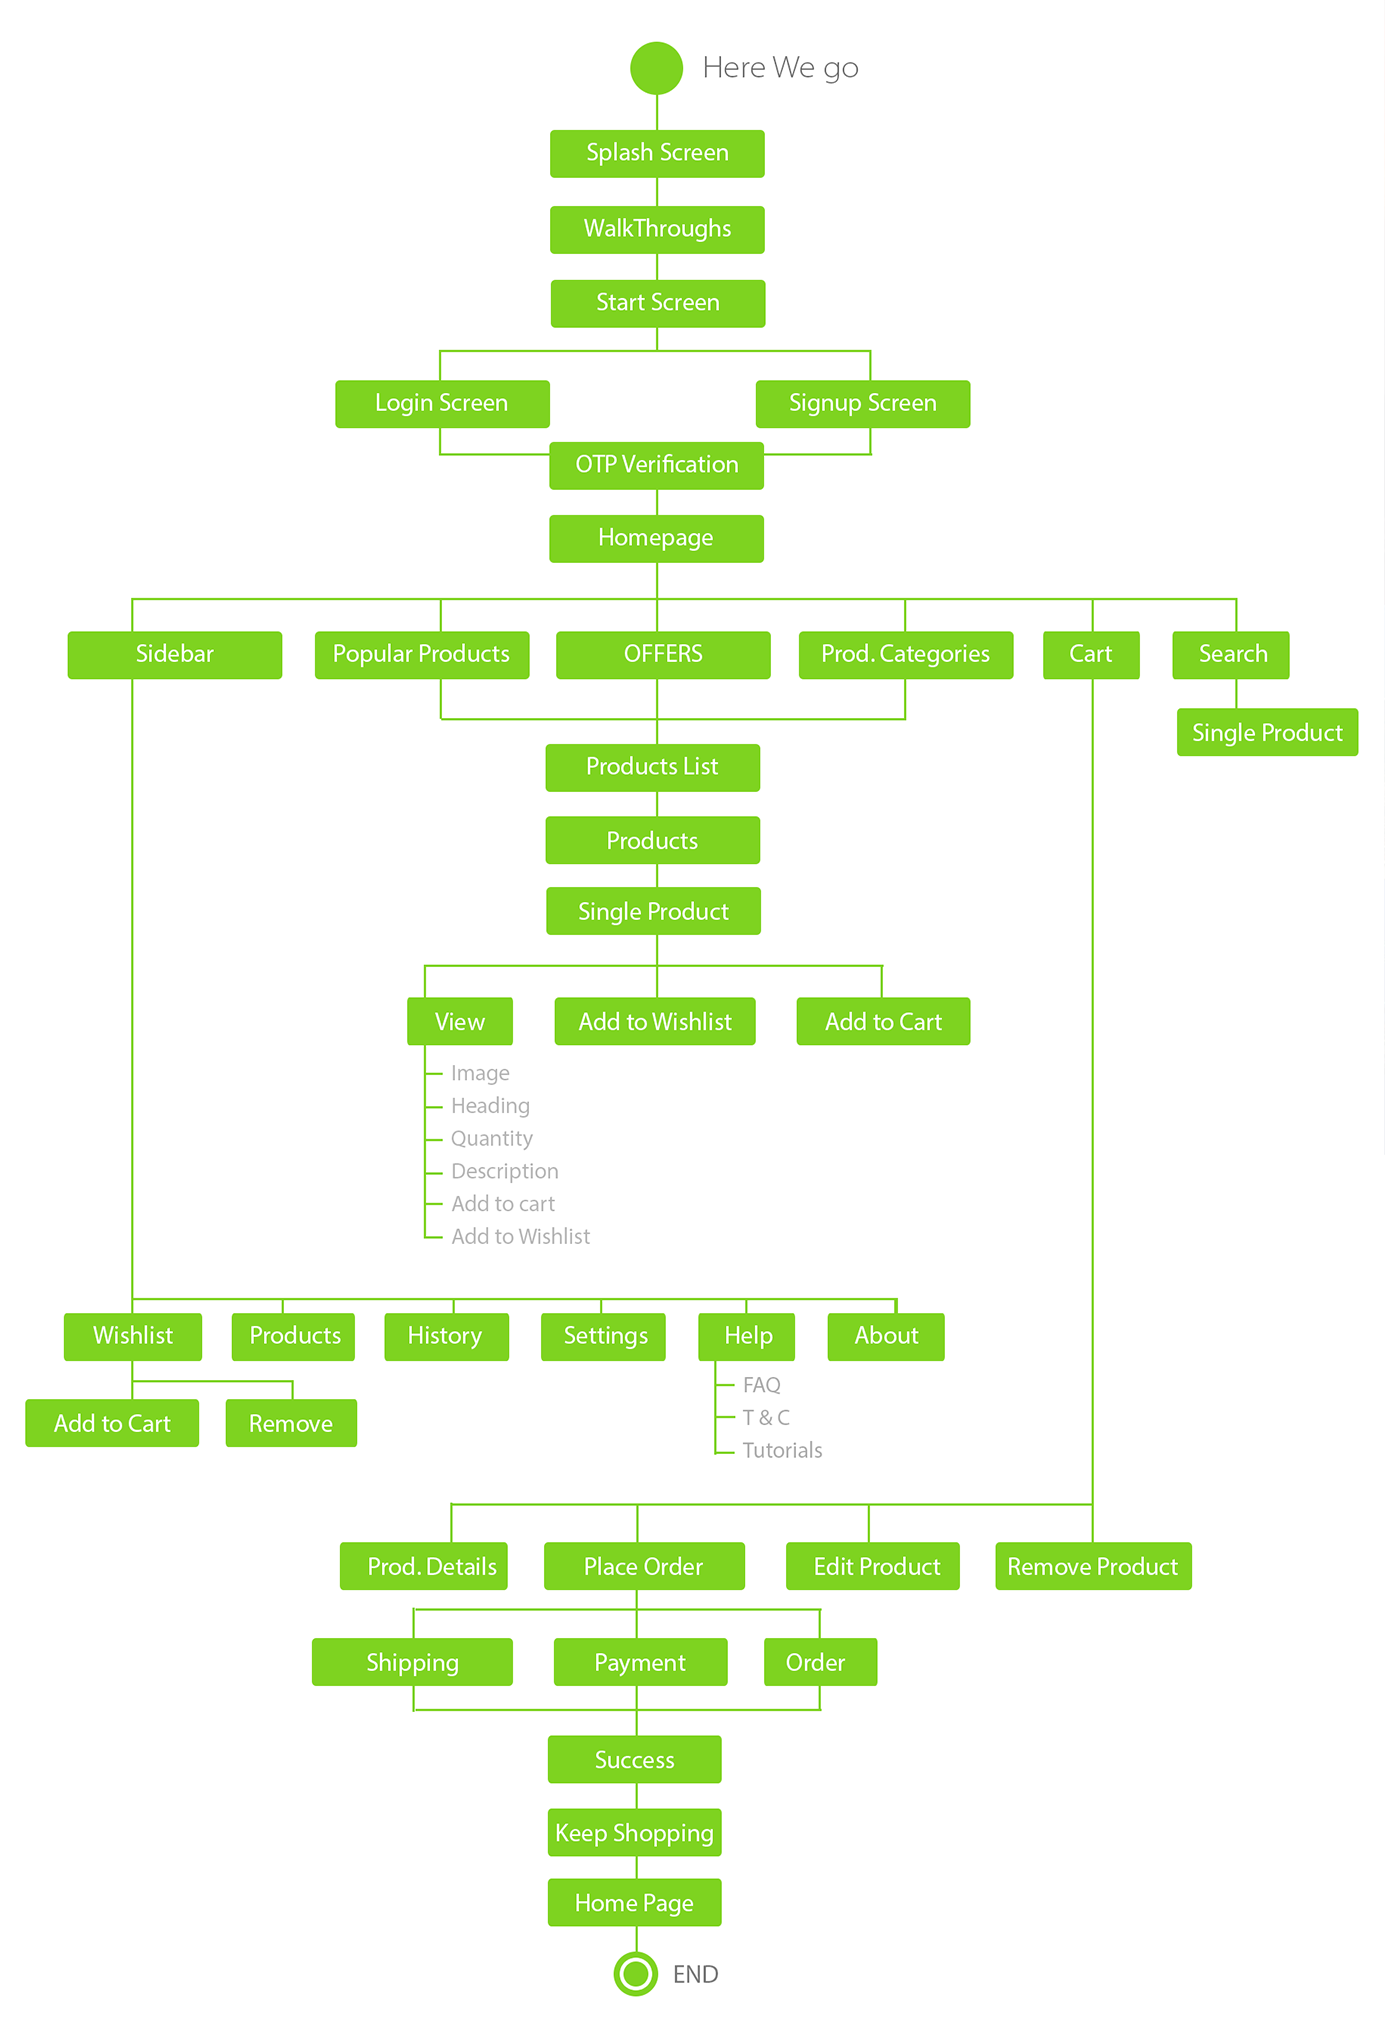 Here We go
Splash Screen
WalkThroughs
Start Screen
Login Screen
Signup Screen
OTP Verification
Homepage
Sidebar
Popular Products
OFFERS
Prod. Categories
Cart
Search
Single Product
Products List
Products
Single Product
View
Add to Wishlist
Add to Cart
Image
Heading
Quantity
Description
Add to cart
Add to Wishlist
Wishlist
Products
History
Settings
Help
About
Add to Cart
Remove
FAQ
T & C
Tutorials
Prod. Details
Place Order
Edit Product
Remove Product
Shipping
Payment
Order
Success
Keep Shopping
Home Page
END